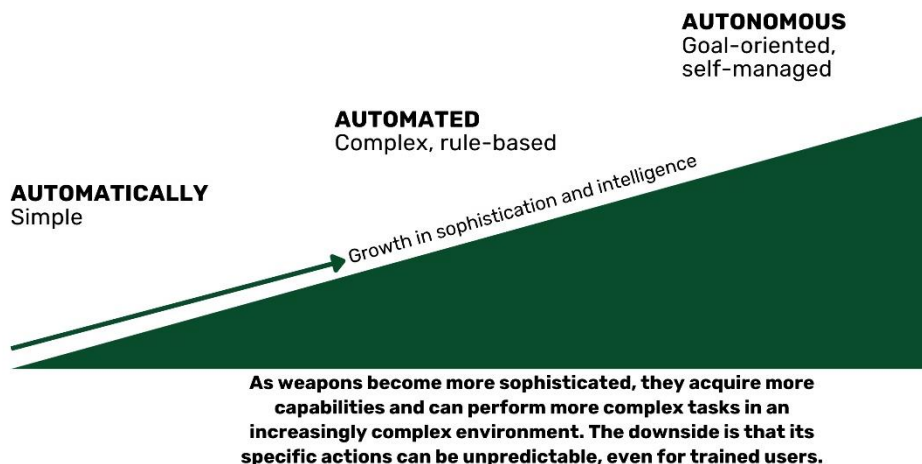 AUTONOMOUS
Goal-oriented,
self-managed
AUTOMATED
Complex, rule-based
AUTOMATICALLY
Simple
Growth in sophistication and intelligence
As weapons become more sophisticated, they acquire more
capabilities and can perform more complex tasks in an
increasingly complex environment. The downside is that its
specific actions can be unpredictable, even for trained users.